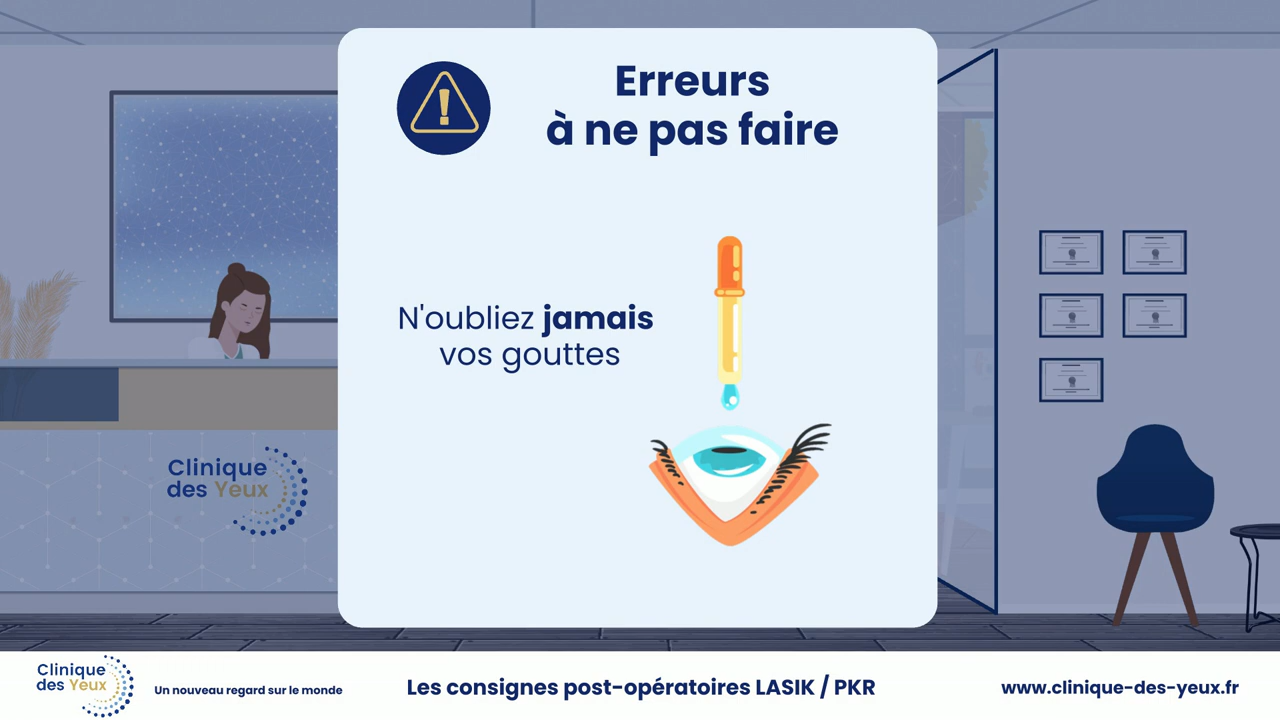 Erreurs
à ne pas faire
N'oubliez jamais
vos gouttes
Clinique
des Yeux
Clinique
des Yeux
Un nouveau regard sur le monde
Les consignes post-opératoires LASIK / PKR
www.clinique-des-yeux.fr